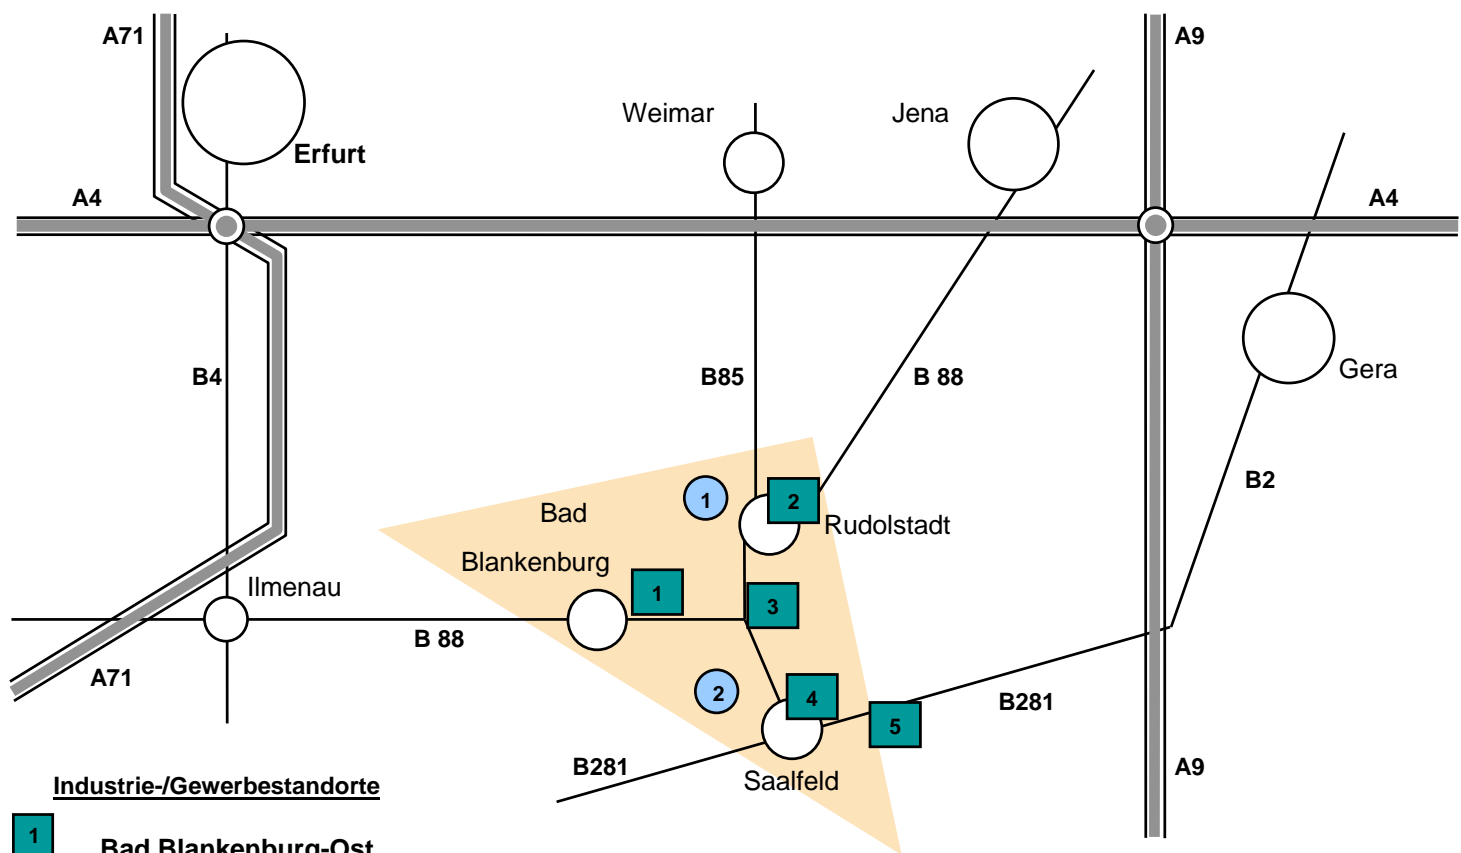 A71
A9
Weimar
Jena
Erfurt
A4
A4
B4
B85
B 88
Gera
B2
1
2
Bad
Rudolstadt
Blankenburg
Ilmenau
1
3
B 88
A71
2
4
B281
5
B281
A9
Saalfeld
Industrie-/Gewerbestandorte
1
Bad Blankenburg-Ost